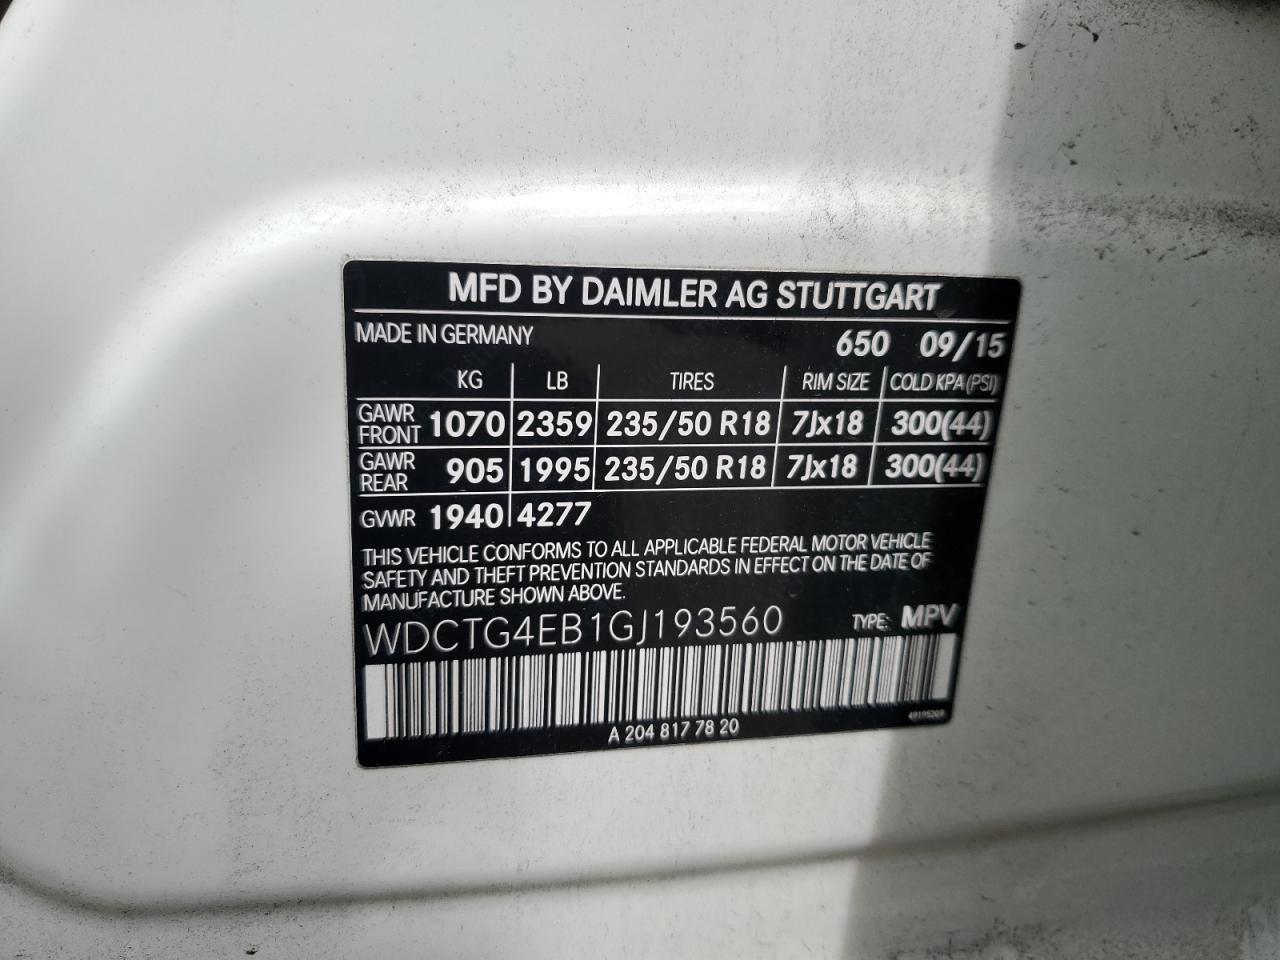 MFD BY DAIMLER AG STUTTGART
MADE IN GERMANY 650 09/15
KG LB TIRES RIM SIZE COLD KPA (PSI)
GAWR FRONT 1070 2359 235/50 R18 7Jx18 300(44)
GAWR REAR 905 1995 235/50 R18 7Jx18 300(44)
GVWR 1940 4277
THIS VEHICLE CONFORMS TO ALL APPLICABLE FEDERAL MOTOR VEHICLE
SAFETY AND THEFT PREVENTION STANDARDS IN EFFECT ON THE DATE OF
MANUFACTURE SHOWN ABOVE.
WDCTG4EB1GJ193560 TYPE: MPV
A 204 817 78 20